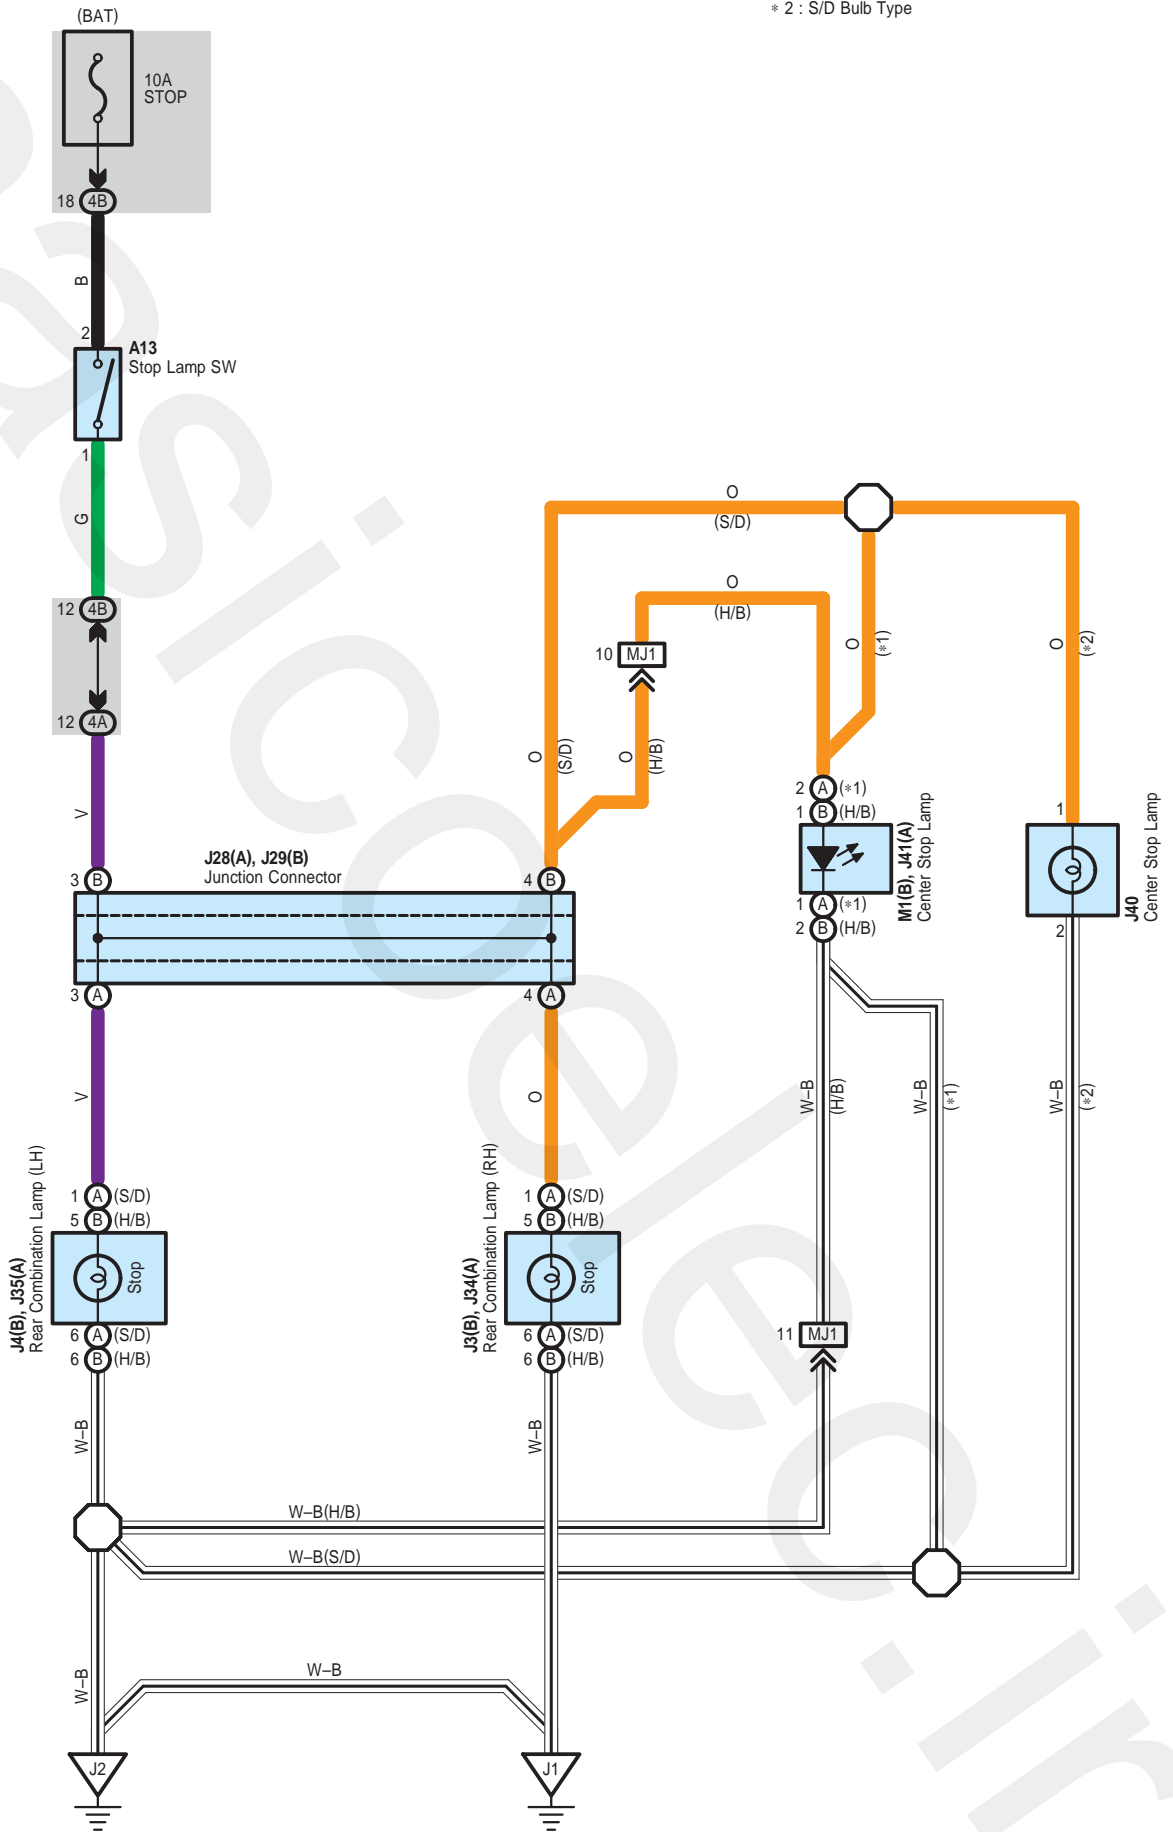 (BAT)
∗ 2 : S/D Bulb Type
10A
STOP
18 4B
B
2
A13
Stop Lamp SW
1
G
12 4B
12 4A
V
O
(S/D)
O
(H/B)
10 MJ1
O
(∗1)
O
(∗2)
O
(S/D)
O
(H/B)
2 A (∗1)
1 B (H/B)
M1(B), J41(A)
Center Stop Lamp
1 A (∗1)
2 B (H/B)
1
J40
Center Stop Lamp
2
J28(A), J29(B)
Junction Connector
3 B
4 B
3 A
4 A
V
O
W–B
(H/B)
W–B
(∗1)
W–B
(∗2)
1 A (S/D)
5 B (H/B)
J4(B), J35(A)
Rear Combination Lamp (LH)
Stop
6 A (S/D)
6 B (H/B)
1 A (S/D)
5 B (H/B)
J3(B), J34(A)
Rear Combination Lamp (RH)
Stop
6 A (S/D)
6 B (H/B)
11 MJ1
W–B
W–B
W–B(H/B)
W–B(S/D)
W–B
W–B
J2
J1
asicoelec.ir